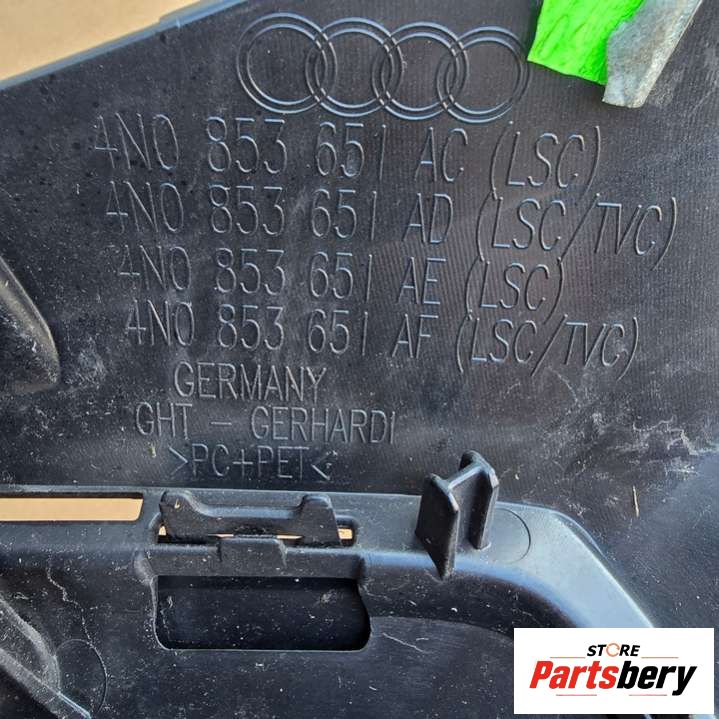 4N0 853 651 AC (LSC)
4N0 853 651 AD (LSC/TVC)
4N0 853 651 AE (LSC)
4N0 853 651 AF (LSC/TVC)
GERMANY
GHT - GERHARDI
>PC+PET<
STORE
Partsbery